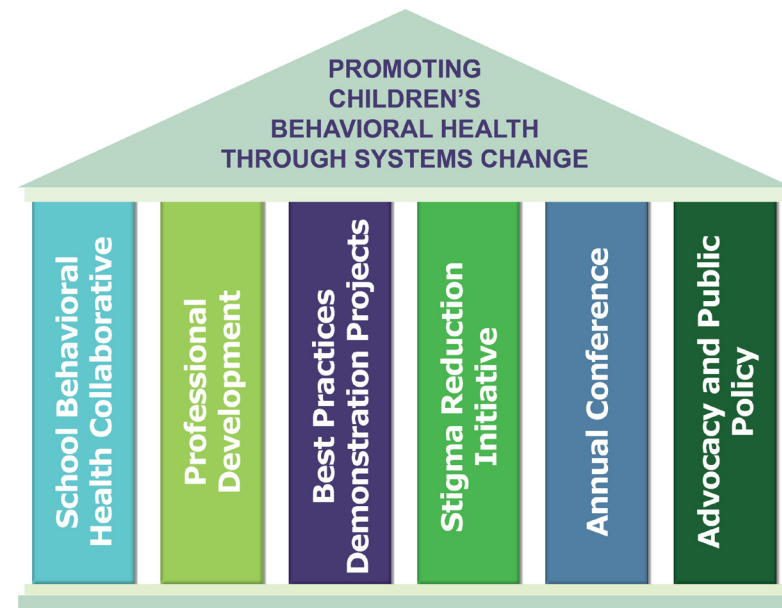 PROMOTING
CHILDREN’S
BEHAVIORAL HEALTH
THROUGH SYSTEMS CHANGE
School Behavioral
Health Collaborative
Professional
Development
Best Practices
Demonstration Projects
Stigma Reduction
Initiative
Annual Conference
Advocacy and Public
Policy